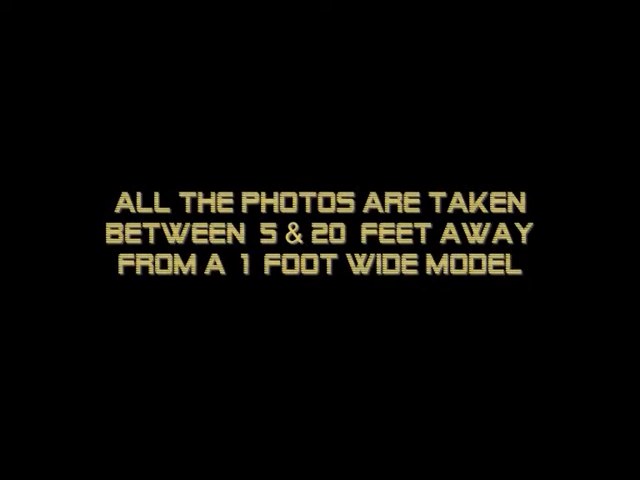 ALL THE PHOTOS ARE TAKEN
BETWEEN 5 & 20 FEET AWAY
FROM A 1 FOOT WIDE MODEL